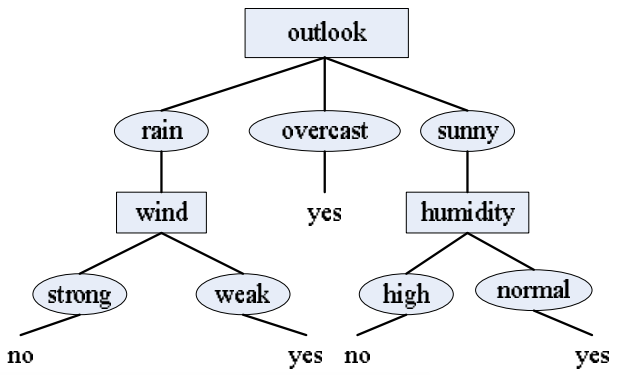 outlook
rain overcast sunny
wind yes humidity
strong weak high normal
no yes no yes